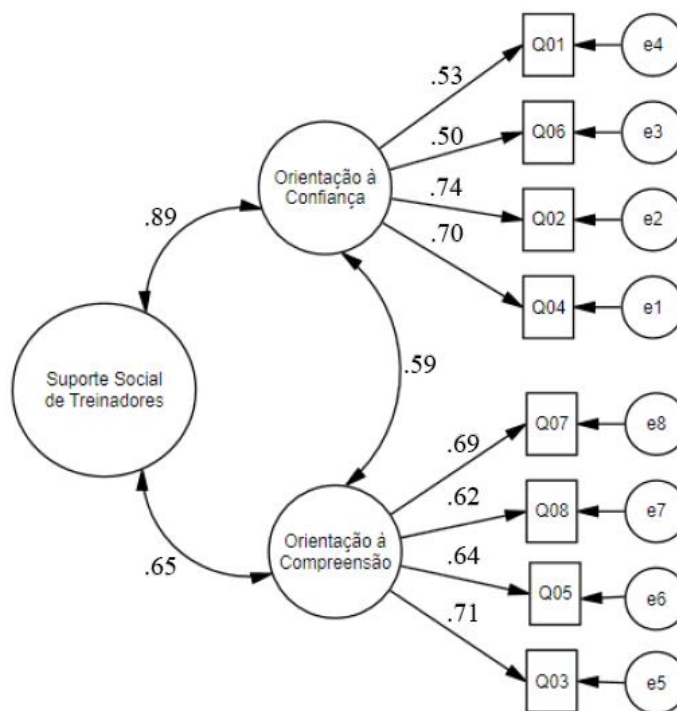 Q01
e4
.53
Q06
e3
.50
Orientação à
Confiança
.74
Q02
e2
.89
.70
Q04
e1
Suporte Social
de Treinadores
.59
Q07
e8
.69
.62
Q08
e7
Orientação à
Compreensão
.64
.65
Q05
e6
.71
Q03
e5